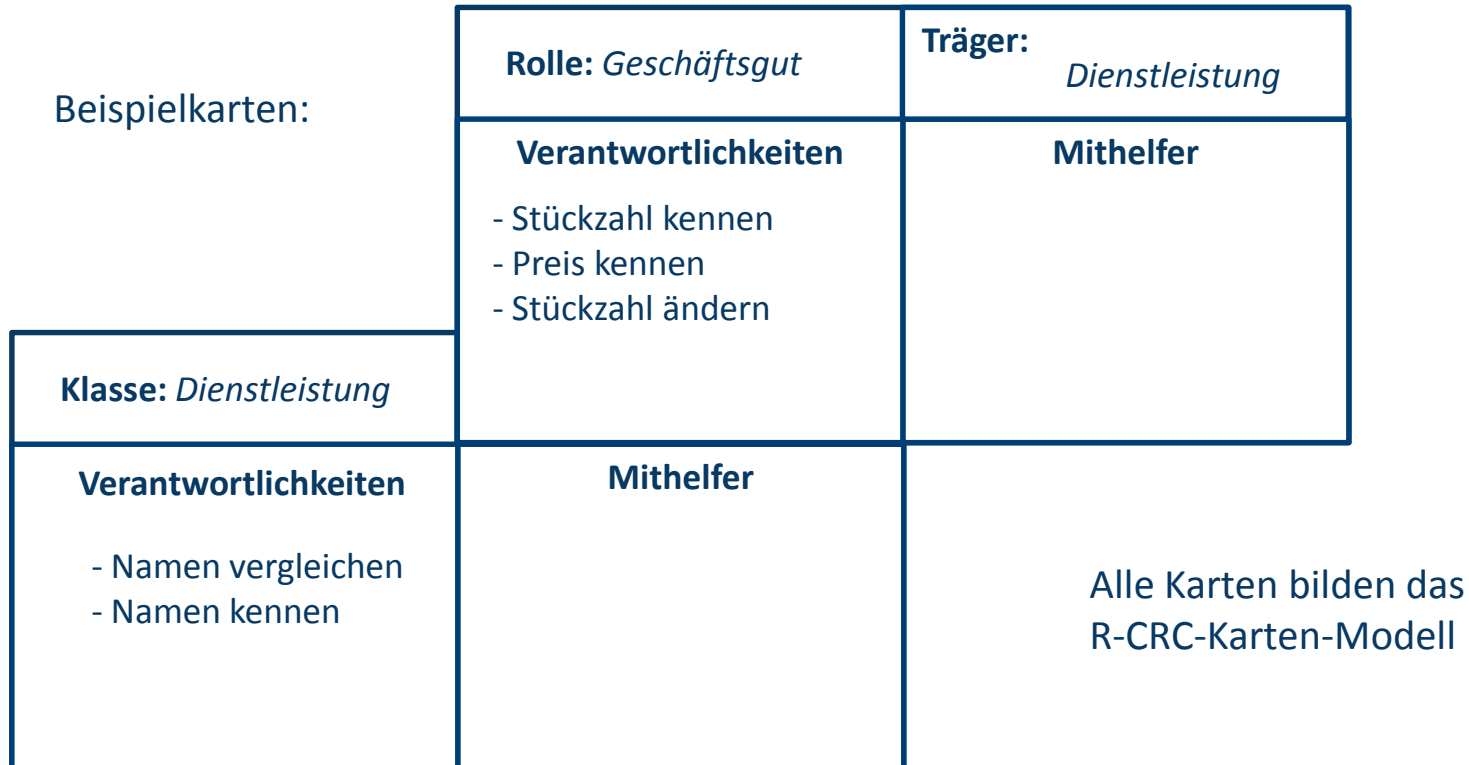 Beispielkarten:
Rolle: Geschäftsgut
Träger:
Dienstleistung
Verantwortlichkeiten
- Stückzahl kennen
- Preis kennen
- Stückzahl ändern
Mithelfer
Klasse: Dienstleistung
Verantwortlichkeiten
- Namen vergleichen
- Namen kennen
Mithelfer
Alle Karten bilden das
R-CRC-Karten-Modell